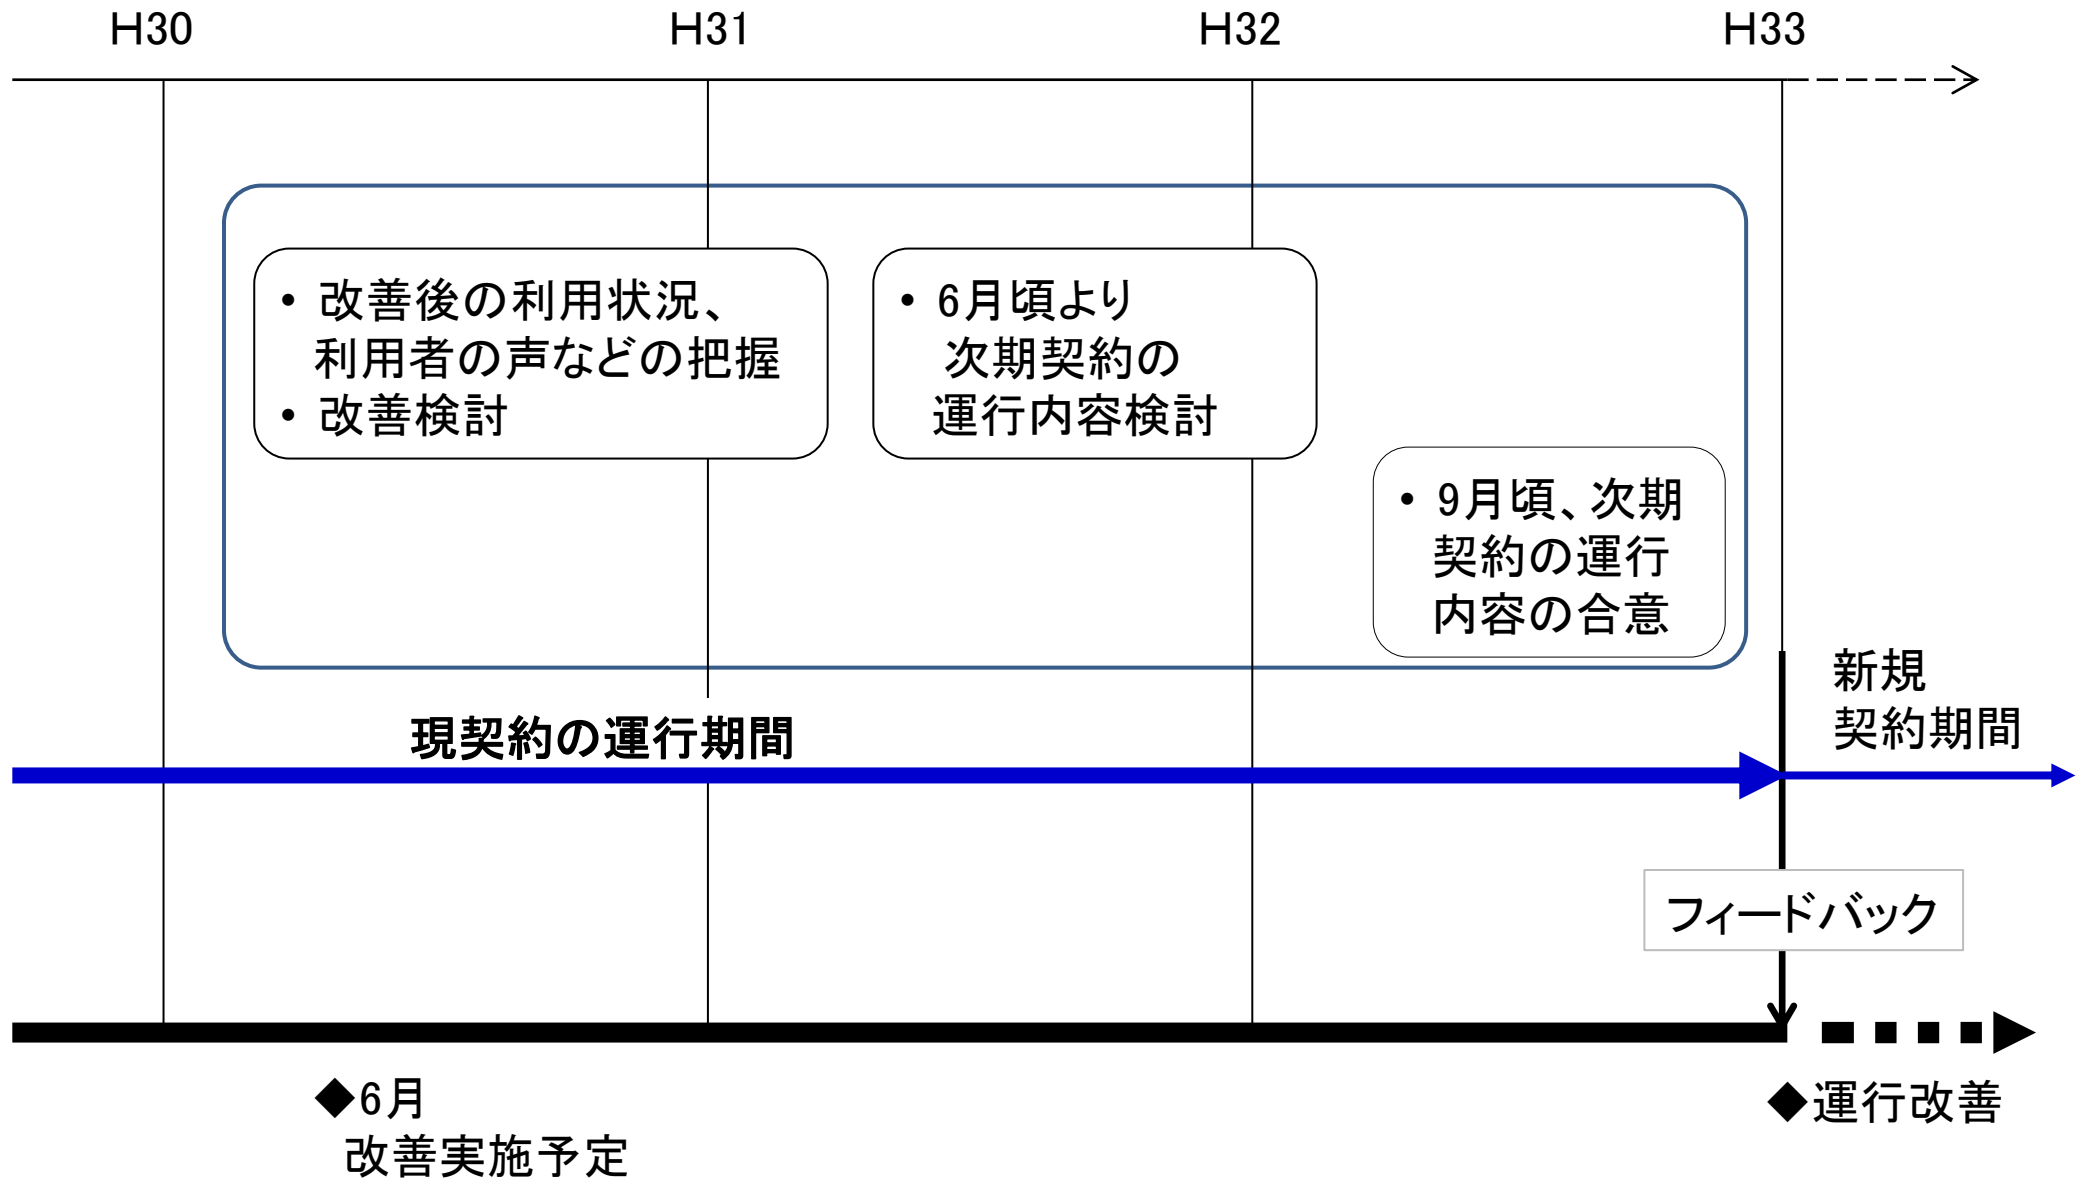 H30
H31
H32
H33
• 改善後の利用状況、
利用者の声などの把握
• 改善検討
• 6月頃より
次期契約の
運行内容検討
• 9月頃、次期
契約の運行
内容の合意
新規
契約期間
現契約の運行期間
フィードバック
◆6月
改善実施予定
◆運行改善